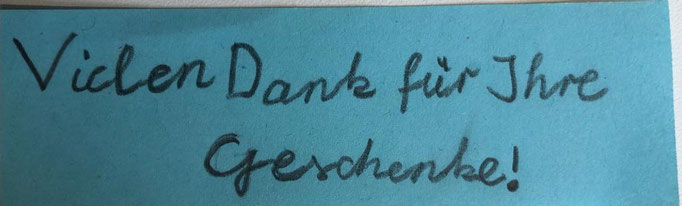 Vielen Dank für Ihre
Geschenke!